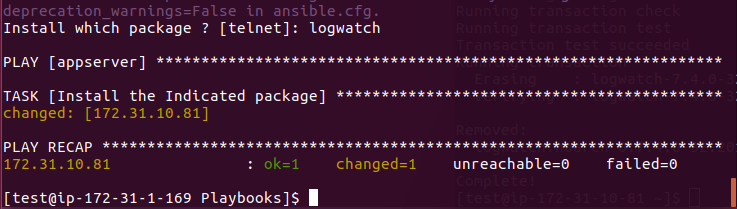 deprecation_warnings=False in ansible.cfg.
Running transaction check
Install which package ? [telnet]: logwatch
Running transaction test
Transaction test succeeded
PLAY [appserver] ***************************************************************
Erasing : logwatch-7.4.0-3
TASK [Install the Indicated package] *******************************************
changed: [172.31.10.81]
Removed:
PLAY RECAP *********************************************************************
172.31.10.81 : ok=1 changed=1 unreachable=0 failed=0
Complete!
[test@ip-172-31-1-169 Playbooks]$
[test@ip-172-31-10-81 ~]$